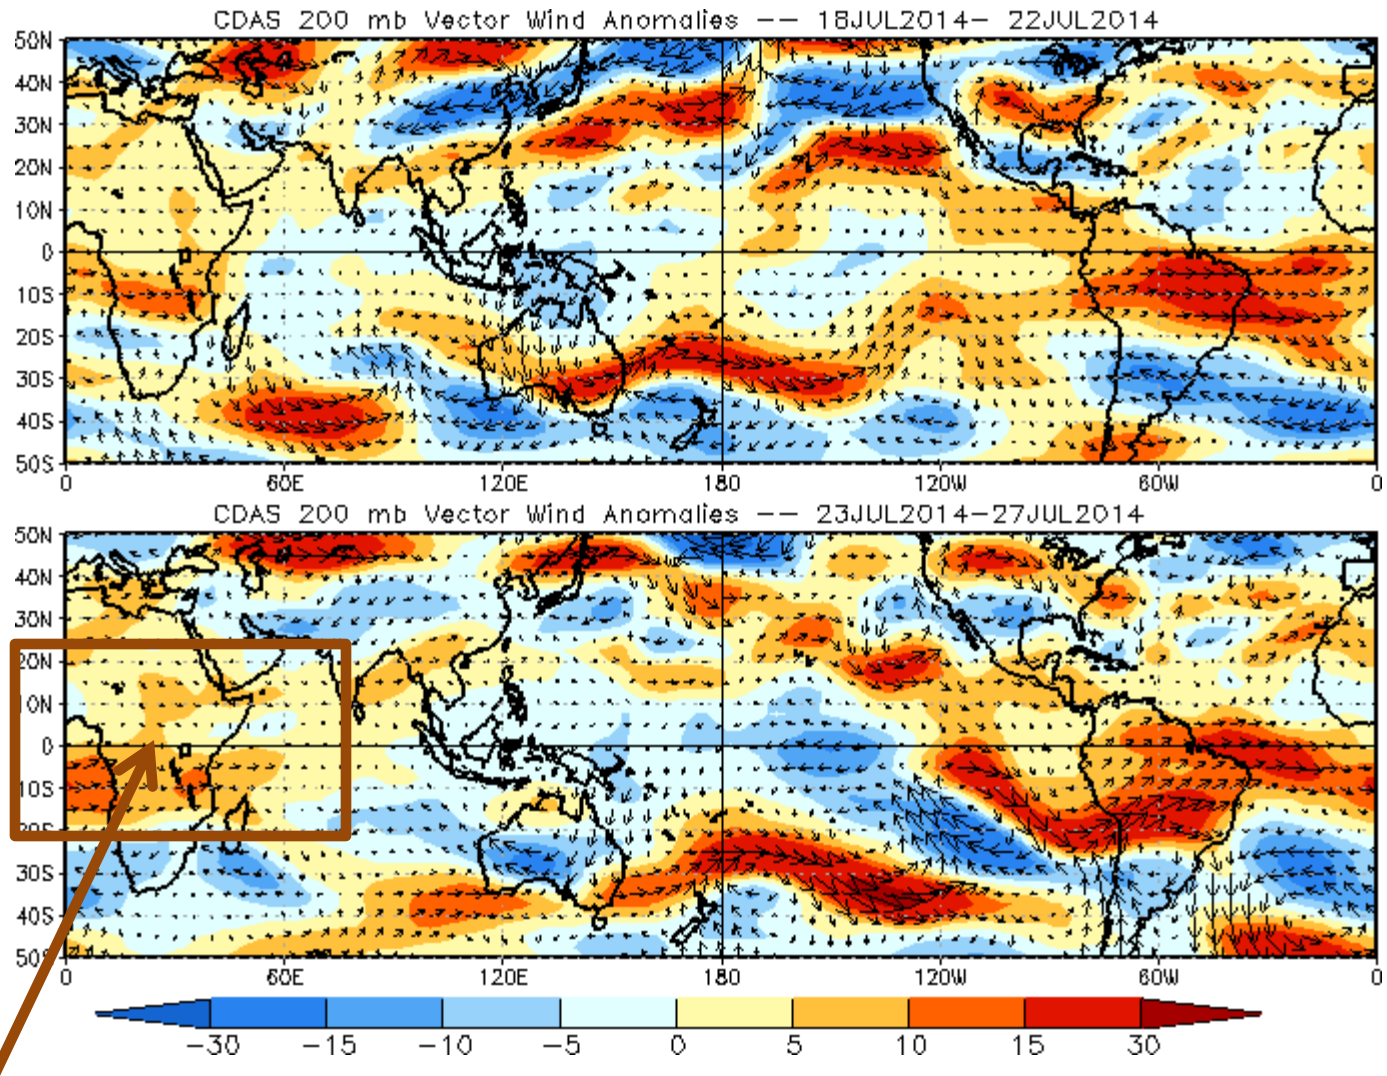 CDAS 200 mb Vector Wind Anomalies -- 18JUL2014- 22JUL2014
50N
40N
30N
20N
10N
0
10S
20S
30S
40S
50S
0 60E 120E 180 120W 60W 0
CDAS 200 mb Vector Wind Anomalies -- 23JUL2014-27JUL2014
50N
40N
30N
20N
10N
0
10S
20S
30S
40S
50S
0 60E 120E 180 120W 60W 0
-30 -15 -10 -5 0 5 10 15 30